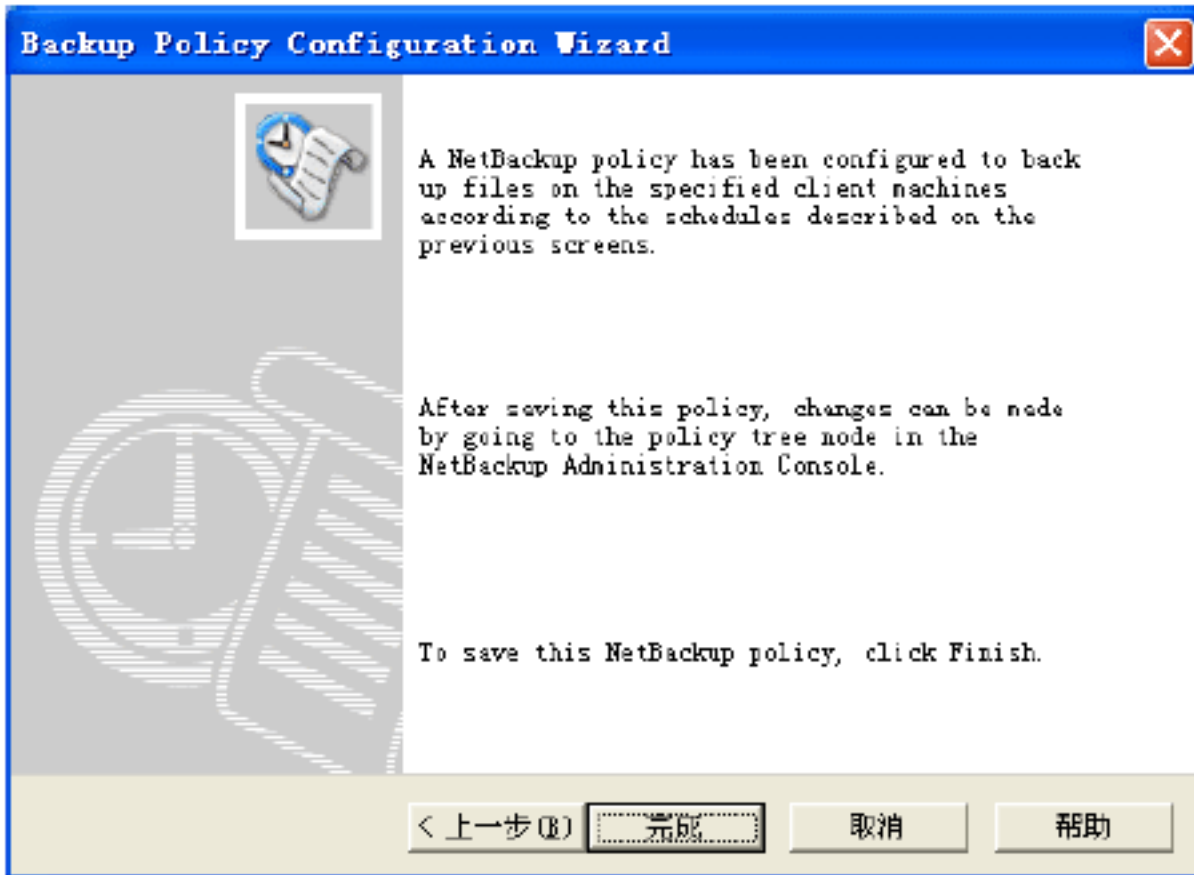 Backup Policy Configuration Wizard
A NetBackup policy has been configured to back
up files on the specified client machines
according to the schedules described on the
previous screens.
After saving this policy, changes can be made
by going to the policy tree node in the
NetBackup Administration Console.
To save this NetBackup policy, click Finish.
< 上一步(B)
完成
取消
帮助